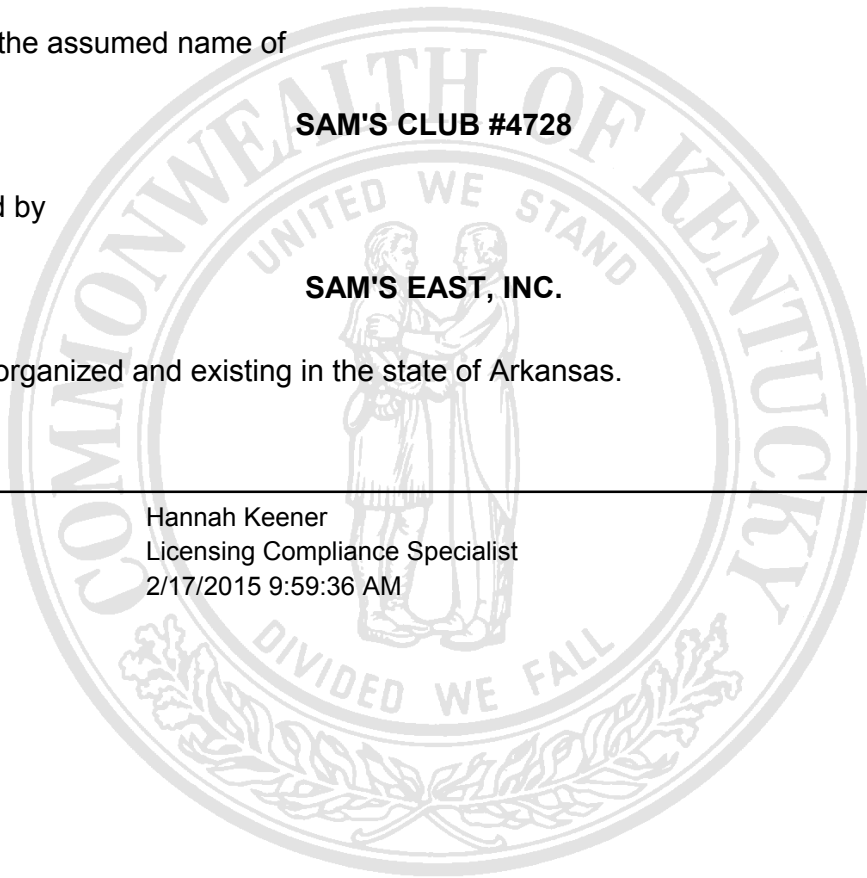 the assumed name of
SAM'S CLUB #4728
d by
SAM'S EAST, INC.
organized and existing in the state of Arkansas.
Hannah Keener
Licensing Compliance Specialist
2/17/2015 9:59:36 AM
COMMONWEALTH OF KENTUCKY
UNITED WE STAND
DIVIDED WE FALL